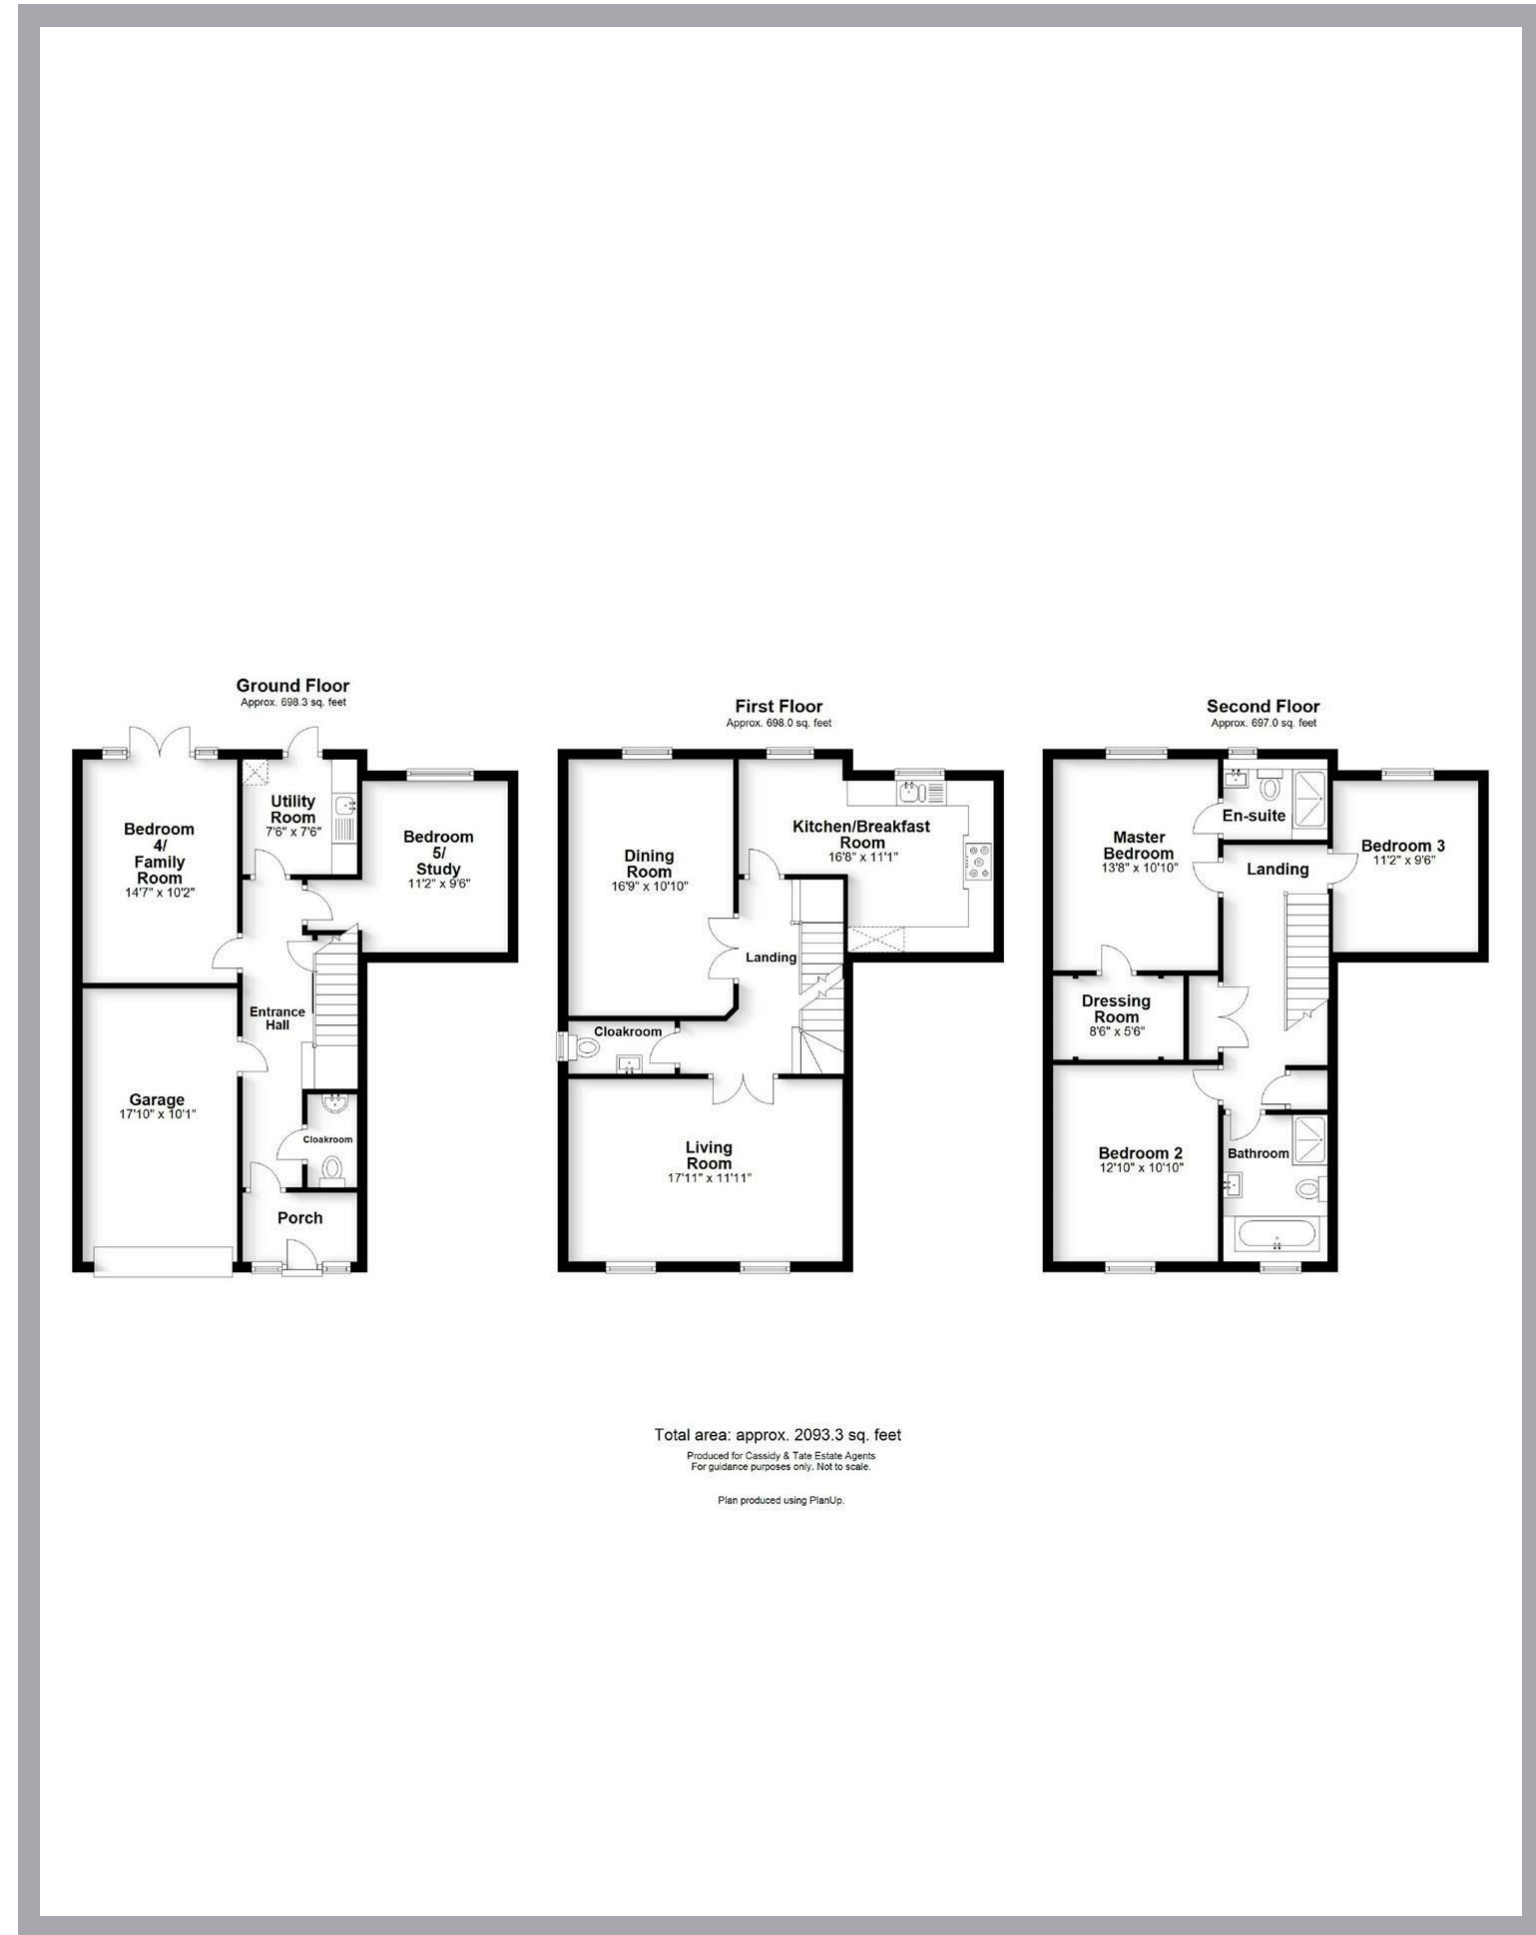 Ground Floor
Approx. 698.3 sq. feet
Bedroom
4/
Family
Room
14'7" x 10'2"
Utility
Room
7'6" x 7'6"
Bedroom
5/
Study
11'2" x 9'6"
Entrance
Hall
Garage
17'10" x 10'1"
Cloakroom
Porch
First Floor
Approx. 698.0 sq. feet
Dining
Room
16'9" x 10'10"
Kitchen/Breakfast
Room
16'8" x 11'1"
Landing
Cloakroom
Living
Room
17'11" x 11'11"
Second Floor
Approx. 697.0 sq. feet
Master
Bedroom
13'8" x 10'10"
En-suite
Landing
Bedroom 3
11'2" x 9'6"
Dressing
Room
8'6" x 5'6"
Bedroom 2
12'10" x 10'10"
Bathroom
Total area: approx. 2093.3 sq. feet
Produced for Cassidy & Tate Estate Agents
For guidance purposes only. Not to scale.
Plan produced using PlanUp.